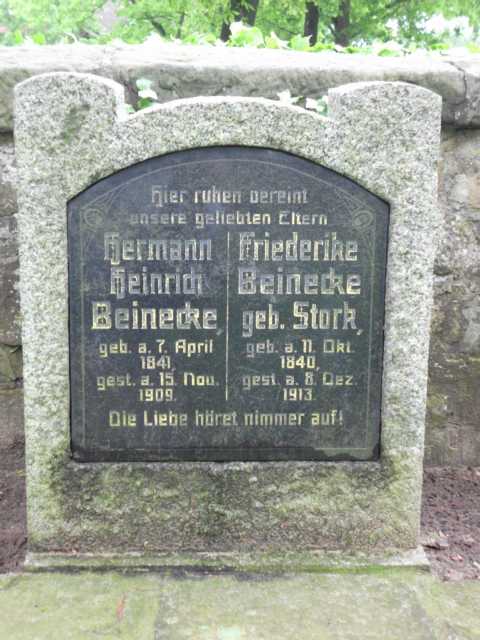 Hier ruhen vereint
unsere geliebten Eltern
Hermann
Heinrich
Beinecke,
geb. a. 7. April
1841,
gest. a. 15. Nov.
1909.
Friederike
Beinecke
geb. Stork,
geb. a. 11. Okt.
1840,
gest. a. 8. Dez.
1913.
Die Liebe höret nimmer auf!